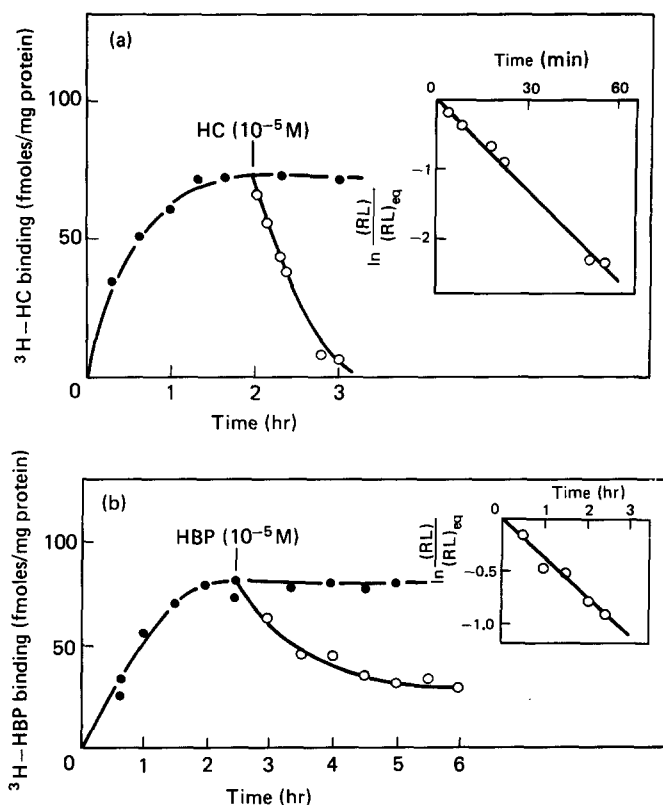 (a)
³H–HC binding (fmoles/mg protein)
100
50
0
HC (10⁻⁵M)
1 2 3
Time (hr)
Time (min)
0 30 60
ln (RL)/(RL)eq
−1
−2
(b)
³H–HBP binding (fmoles/mg protein)
100
50
0
HBP (10⁻⁵M)
1 2 3 4 5 6
Time (hr)
Time (hr)
0 1 2 3
ln (RL)/(RL)eq
−0.5
−1.0